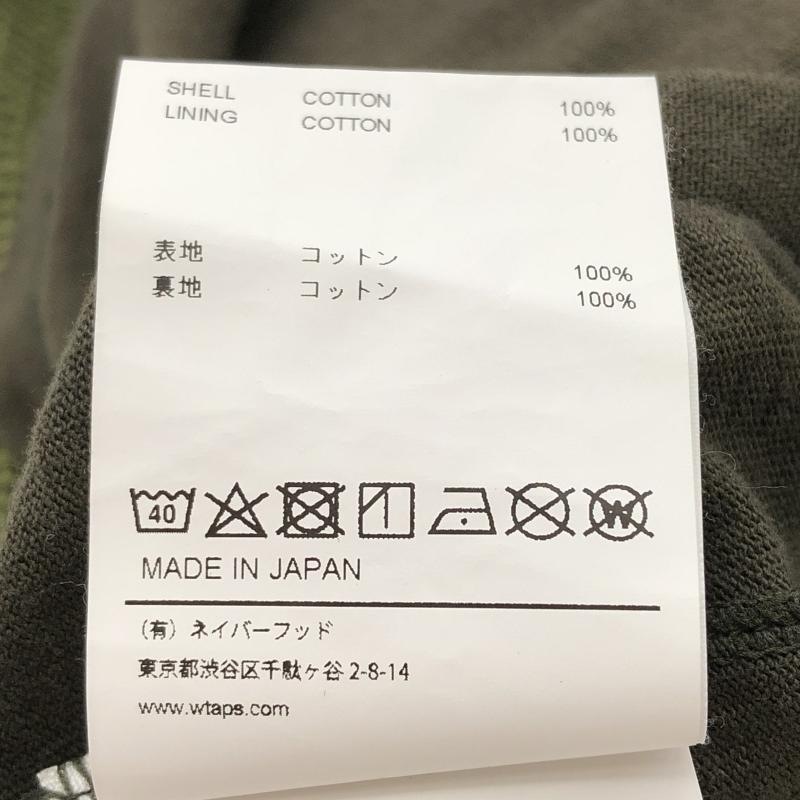 SHELL COTTON 100%
LINING COTTON 100%
表地 コットン 100%
裏地 コットン 100%
40 W
MADE IN JAPAN
(有) ネイバーフッド
東京都渋谷区千駄ヶ谷 2-8-14
www.wtaps.com